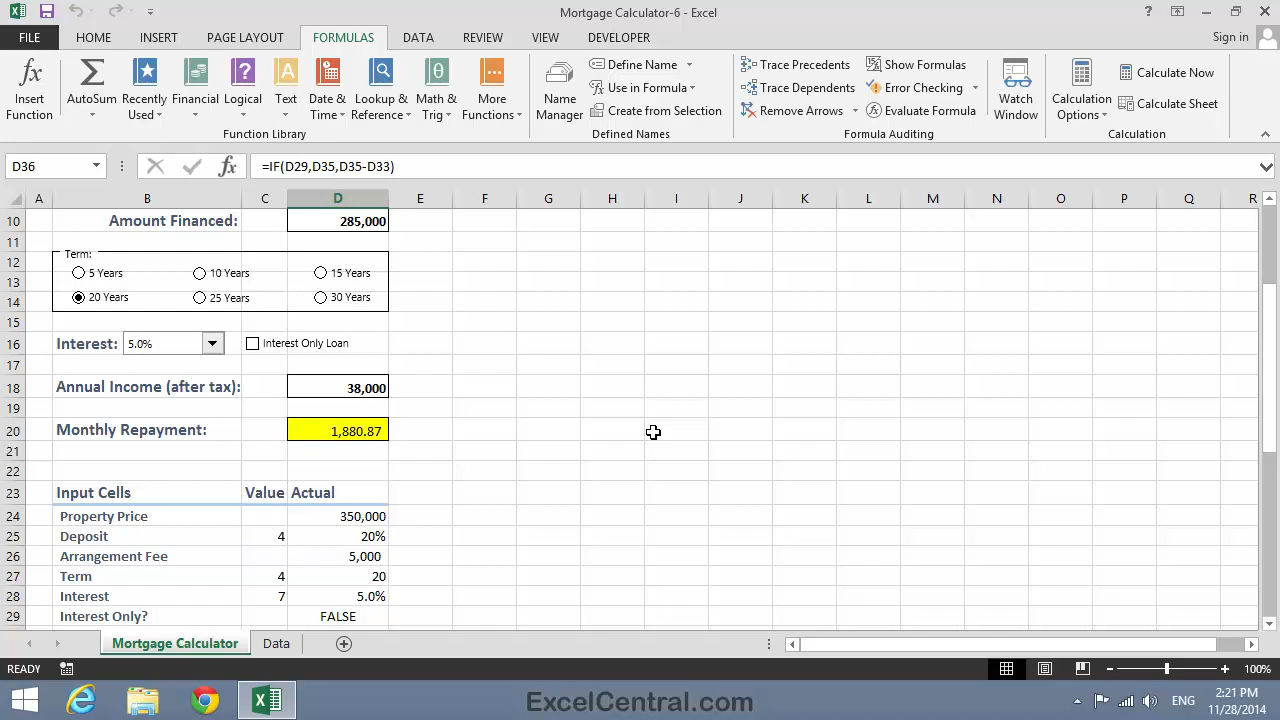 Mortgage Calculator-6 - Excel
FILE HOME INSERT PAGE LAYOUT FORMULAS DATA REVIEW VIEW DEVELOPER Sign in
Insert Function
AutoSum
Recently Used
Financial
Logical
Text
Date & Time
Lookup & Reference
Math & Trig
More Functions
Function Library
Name Manager
Define Name
Use in Formula
Create from Selection
Defined Names
Trace Precedents
Trace Dependents
Remove Arrows
Show Formulas
Error Checking
Evaluate Formula
Formula Auditing
Watch Window
Calculation Options
Calculate Now
Calculate Sheet
Calculation
D36 fx =IF(D29,D35,D35-D33)
A B C D E F G H I J K L M N O P Q R
10 Amount Financed: 285,000
11
12 Term:
13 5 Years 10 Years 15 Years
14 20 Years 25 Years 30 Years
15
16 Interest: 5.0% Interest Only Loan
17
18 Annual Income (after tax): 38,000
19
20 Monthly Repayment: 1,880.87
21
22
23 Input Cells Value Actual
24 Property Price 350,000
25 Deposit 4 20%
26 Arrangement Fee 5,000
27 Term 4 20
28 Interest 7 5.0%
29 Interest Only? FALSE
Mortgage Calculator Data
READY 100%
ExcelCentral.com
ENG
2:21 PM
11/28/2014